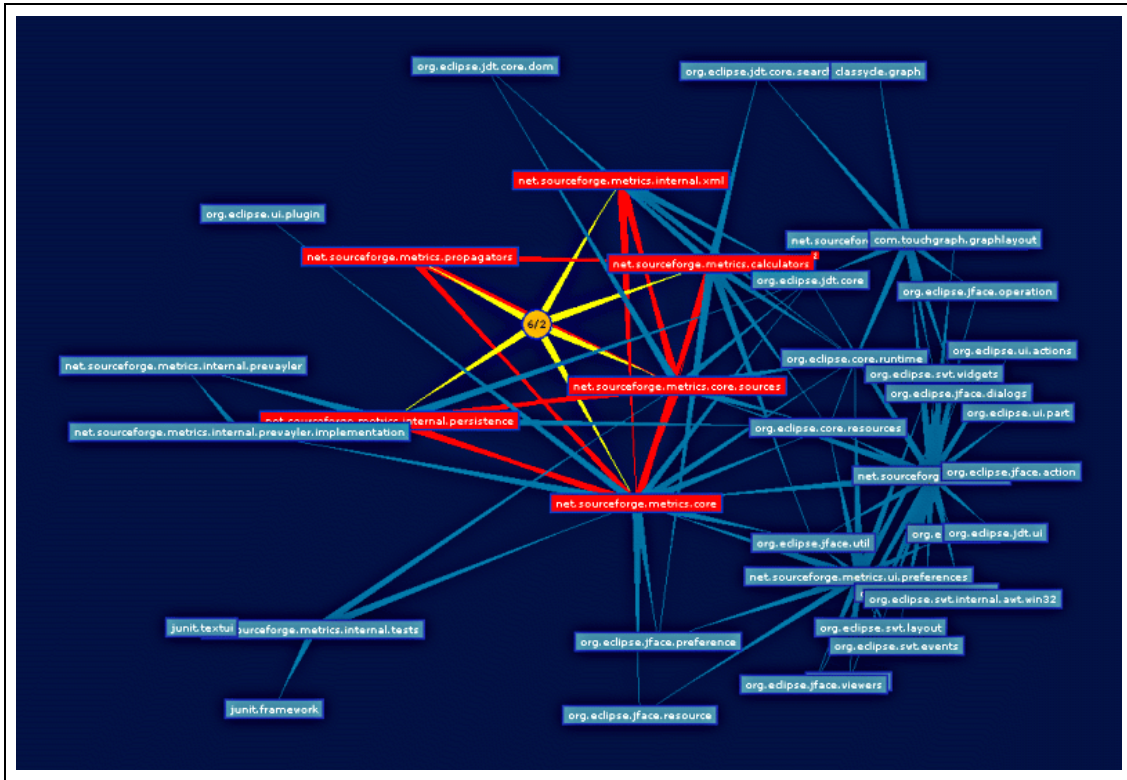 org.eclipse.jdt.core.dom
org.eclipse.jdt.core.searc
classycle.graph
net.sourceforge.metrics.internal.xml
org.eclipse.ui.plugin
net.sourcefor
com.touchgraph.graphlayout
net.sourceforge.metrics.propagators
net.sourceforge.metrics.calculators
org.eclipse.jdt.core
org.eclipse.jface.operation
6/2
org.eclipse.ui.actions
org.eclipse.core.runtime
net.sourceforge.metrics.internal.prevayler
org.eclipse.swt.widgets
net.sourceforge.metrics.core.sources
org.eclipse.jface.dialogs
org.eclipse.ui.part
net.sourceforge.metrics.internal.persistence
org.eclipse.core.resources
net.sourceforge.metrics.internal.prevayler.implementation
org.eclipse.jface.action
net.sourceforg
net.sourceforge.metrics.core
org.e
org.eclipse.jdt.ui
org.eclipse.jface.util
net.sourceforge.metrics.ui.preferences
org.eclipse.swt.internal.awt.win32
junit.textui
ourceforge.metrics.internal.tests
org.eclipse.swt.layout
org.eclipse.jface.preference
org.eclipse.swt.events
org.eclipse.jface.viewers
junit.framework
org.eclipse.jface.resource